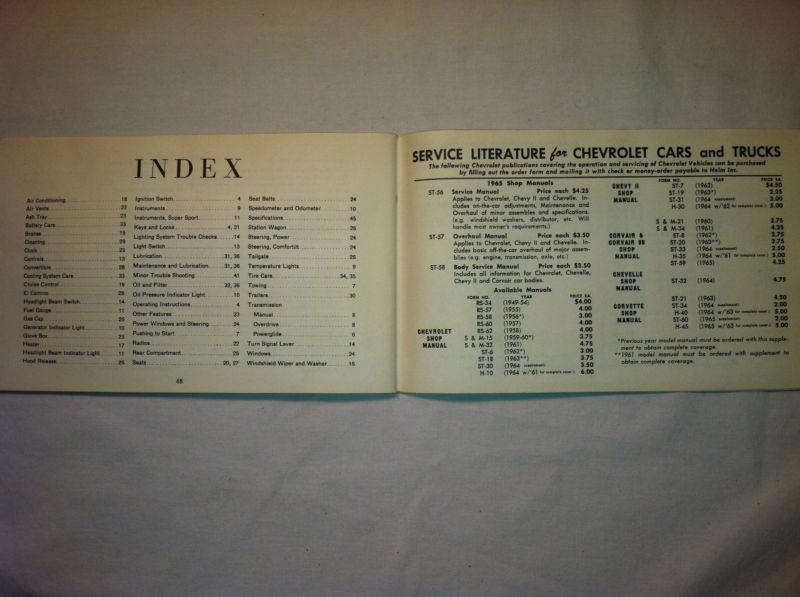 INDEX
Air Conditioning 18
Air Vents 22
Ash Tray 23
Battery Care 33
Brakes
Cleaning 29
Clock 23
Controls 13
Convertible 28
Cooling System Care 33
Cruise Control 19
El Camino 28
Headlight Beam Switch 14
Fuel Gauge 11
Gas Cap 25
Generator Indicator Light 10
Glove Box 23
Heater 17
Headlight Beam Indicator Light 11
Hood Release 25
Ignition Switch 4
Instruments 9
Instruments, Super Sport 11
Keys and Locks 4, 21
Lighting System Trouble Checks 14
Light Switch 13
Lubrication 31, 36
Maintenance and Lubrication 31, 36
Minor Trouble Shooting 41
Oil and Filter 32, 36
Oil Pressure Indicator Light 10
Operating Instructions 4
Other Features 23
Power Windows and Steering 24
Pushing to Start 7
Radios 22
Rear Compartment 25
Seats 20, 27
Seat Belts 24
Speedometer and Odometer 10
Specifications 45
Station Wagon 26
Steering, Power 24
Steering, Comfortilt 24
Tailgate 26
Temperature Lights 9
Tire Care 34, 35
Towing 7
Trailers 30
Transmission
Manual 8
Overdrive 8
Powerglide 6
Turn Signal Lever 14
Windows 24
Windshield Wiper and Washer 15
48
SERVICE LITERATURE for CHEVROLET CARS and TRUCKS
The following Chevrolet publications covering the operation and servicing of Chevrolet Vehicles can be purchased
by filling out the order form and mailing it with check or money-order payable to Helm Inc.
1965 Shop Manuals
ST-56 Service Manual Price each $4.25
Applies to Chevrolet, Chevy II and Chevelle. In-
cludes on-the-car adjustments, Maintenance and
Overhaul of minor assemblies and specifications.
(e.g. windshield washers, distributor, etc. Will
handle most owner's requirements.)
ST-57 Overhaul Manual Price each $3.50
Applies to Chevrolet, Chevy II and Chevelle. In-
cludes basic off-the-car overhaul of major assem-
blies (e.g. engine, transmission, axle, etc.)
ST-58 Body Service Manual Price each $3.50
Includes all information for Chevrolet, Chevelle,
Chevy II and Corvair car bodies.
Available Manuals
FORM NO. YEAR PRICE EA.
CHEVROLET SHOP MANUAL
RS-34 (1949-54) $4.00
RS-57 (1955) 4.00
RS-58 (1956*) 3.00
RS-60 (1957) 4.00
RS-62 (1958) 4.00
S & M-15 (1959-60*) 3.75
S & M-32 (1961) 4.75
ST-6 (1962*) 3.00
ST-18 (1963**) 3.75
ST-30 (1964 supplement) 3.50
H-10 (1964 w/'61 for complete cover.) 6.00
FORM NO. YEAR PRICE EA.
CHEVY II SHOP MANUAL
ST-7 (1962) $4.50
ST-19 (1963*) 2.25
ST-31 (1964 supplement) 3.00
H-30 (1964 w/'62 for complete cover.) 5.00
CORVAIR & CORVAIR 95 SHOP MANUAL
S & M-21 (1960) 3.75
S & M-34 (1961) 4.25
ST-8 (1962*) 3.75
ST-20 (1963**) 2.75
ST-33 (1964 supplement) 2.50
H-35 (1964 w/'61 for complete cover.) 5.00
ST-59 (1965) 4.25
CHEVELLE SHOP MANUAL
ST-32 (1964) 4.75
CORVETTE SHOP MANUAL
ST-21 (1963) 4.50
ST-34 (1964 supplement) 2.00
H-40 (1964 w/'63 for complete cover.) 5.00
ST-60 (1965 supplement) 2.00
H-45 (1965 w/'63 for complete cover.) 5.00
*Previous year model manual must be ordered with this supple-
ment to obtain complete coverage.
**1961 model manual must be ordered with supplement to
obtain complete coverage.